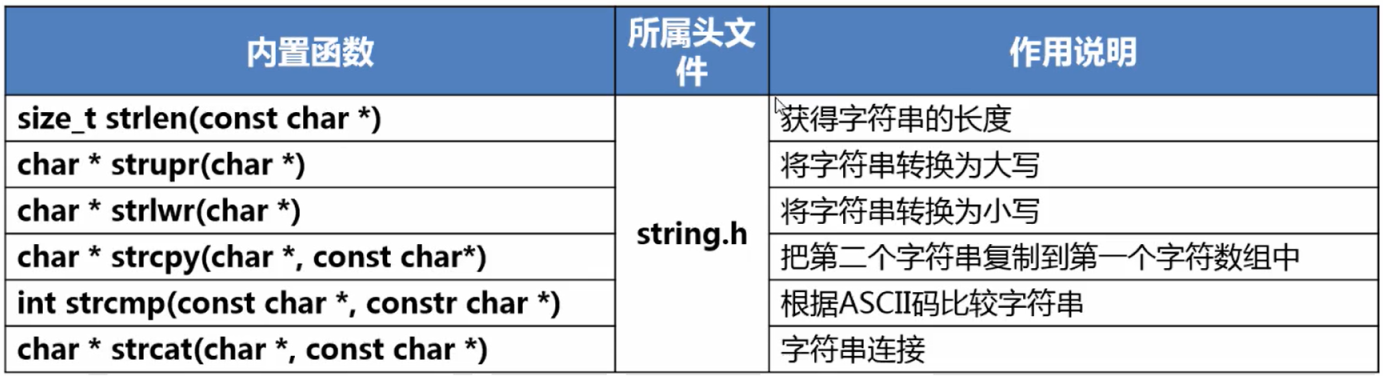 内置函数
所属头文
件
作用说明
size_t strlen(const char *)
获得字符串的长度
char * strupr(char *)
将字符串转换为大写
char * strlwr(char *)
将字符串转换为小写
string.h
char * strcpy(char *, const char*)
把第二个字符串复制到第一个字符数组中
int strcmp(const char *, constr char *)
根据ASCII码比较字符串
char * strcat(char *, const char *)
字符串连接